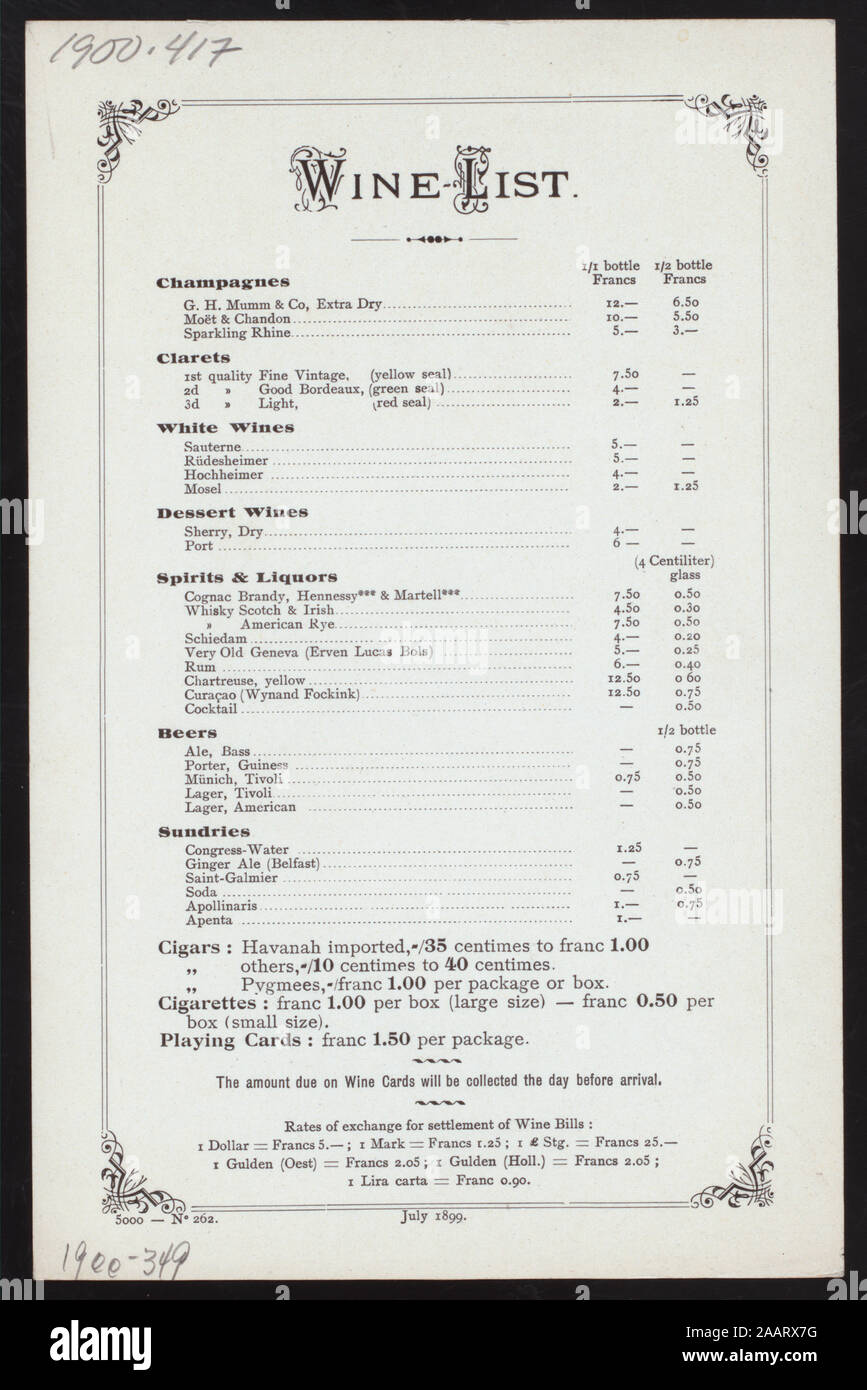 1900.417
WINE-LIST.
1/1 bottle 1/2 bottle
Francs Francs
Champagnes
G. H. Mumm & Co, Extra Dry 12.— 6.50
Moët & Chandon 10.— 5.50
Sparkling Rhine 5.— 3.—
Clarets
1st quality Fine Vintage, (yellow seal) 7.50 —
2d » Good Bordeaux, (green seal) 4.— —
3d » Light, (red seal) 2.— 1.25
White Wines
Sauterne 5.— —
Rüdesheimer 5.— —
Hochheimer 4.— —
Mosel 2.— 1.25
Dessert Wines
Sherry, Dry 4.— —
Port 6 — —
(4 Centiliter)
Spirits & Liquors glass
Cognac Brandy, Hennessy*** & Martell*** 7.50 0.50
Whisky Scotch & Irish 4.50 0.30
» American Rye 7.50 0.50
Schiedam 4.— 0.20
Very Old Geneva (Erven Lucas Bols) 5.— 0.25
Rum 6.— 0.40
Chartreuse, yellow 12.50 0 60
Curaçao (Wynand Fockink) 12.50 0.75
Cocktail — 0.50
Beers 1/2 bottle
Ale, Bass — 0.75
Porter, Guiness — 0.75
Münich, Tivoli 0.75 0.50
Lager, Tivoli — 0.50
Lager, American — 0.50
Sundries
Congress-Water 1.25 —
Ginger Ale (Belfast) — 0.75
Saint-Galmier 0.75 —
Soda — 0.50
Apollinaris 1.— 0.75
Apenta 1.— —
Cigars : Havanah imported,-/35 centimes to franc 1.00
„ others,-/10 centimes to 40 centimes.
„ Pygmees,-/franc 1.00 per package or box.
Cigarettes : franc 1.00 per box (large size) — franc 0.50 per
box (small size).
Playing Cards : franc 1.50 per package.
The amount due on Wine Cards will be collected the day before arrival.
Rates of exchange for settlement of Wine Bills :
1 Dollar = Francs 5.— ; 1 Mark = Francs 1.25 ; 1 £ Stg. = Francs 25.—
1 Gulden (Oest) = Francs 2.05 ; 1 Gulden (Holl.) = Francs 2.05 ;
1 Lira carta = Franc 0.90.
5000 — N° 262. July 1899.
1900-349
alamy
Image ID: 2AARX7G
www.alamy.com